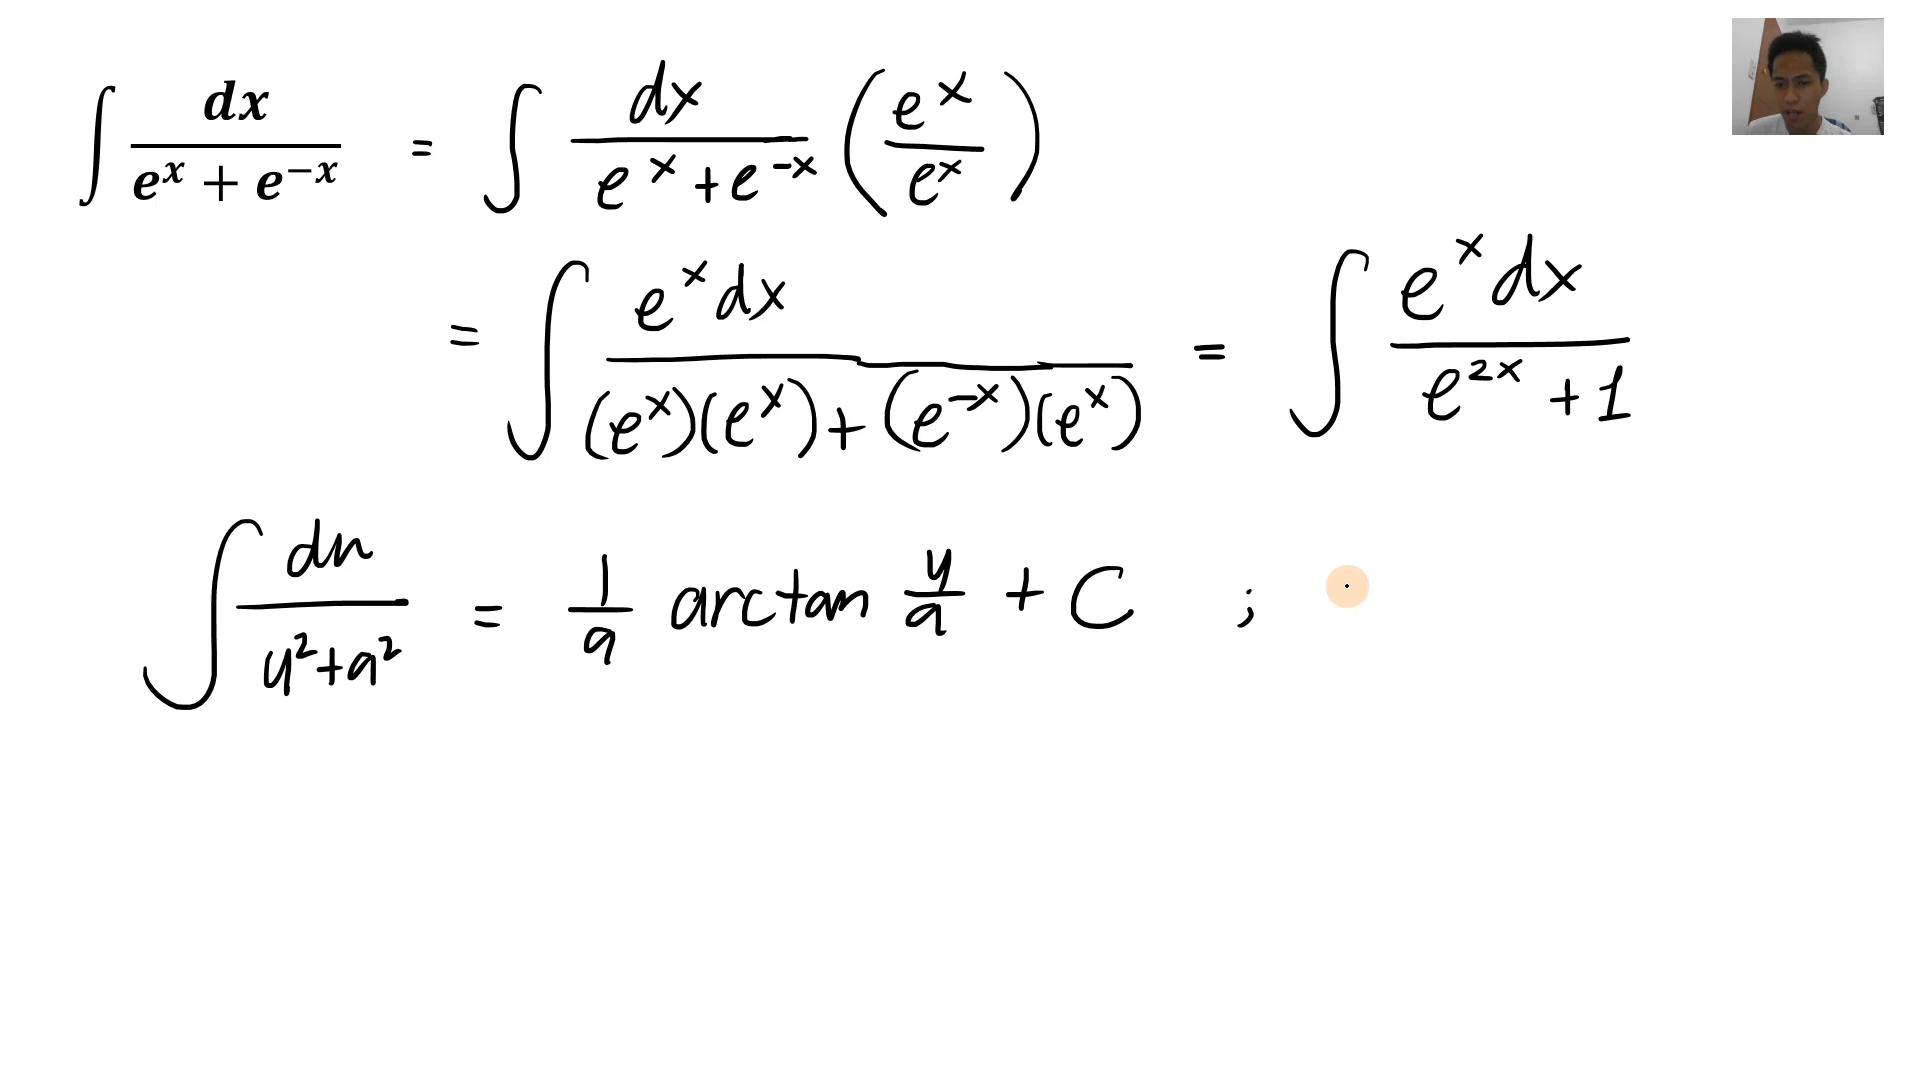 ∫ dx / (e^x + e^{-x}) = ∫ dx / (e^x + e^{-x}) (e^x / e^x)
= ∫ e^x dx / ((e^x)(e^x) + (e^{-x})(e^x)) = ∫ e^x dx / (e^{2x} + 1)
∫ du / (u^2 + a^2) = 1/a arctan u/a + C ;